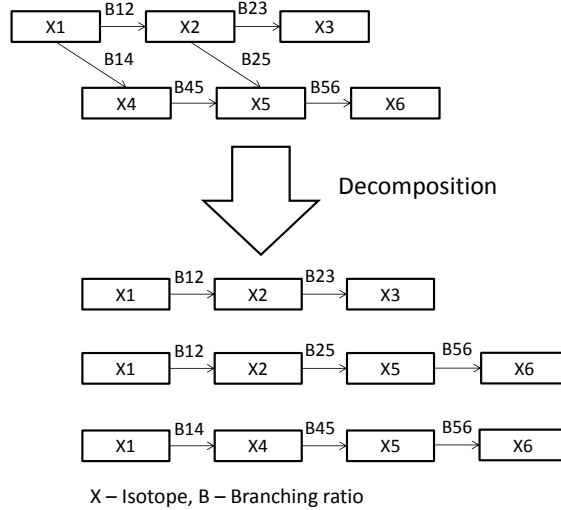 B12 B23
X1 X2 X3
B14 B25
B45 B56
X4 X5 X6
Decomposition
B12 B23
X1 X2 X3
B12 B25 B56
X1 X2 X5 X6
B14 B45 B56
X1 X4 X5 X6
X – Isotope, B – Branching ratio